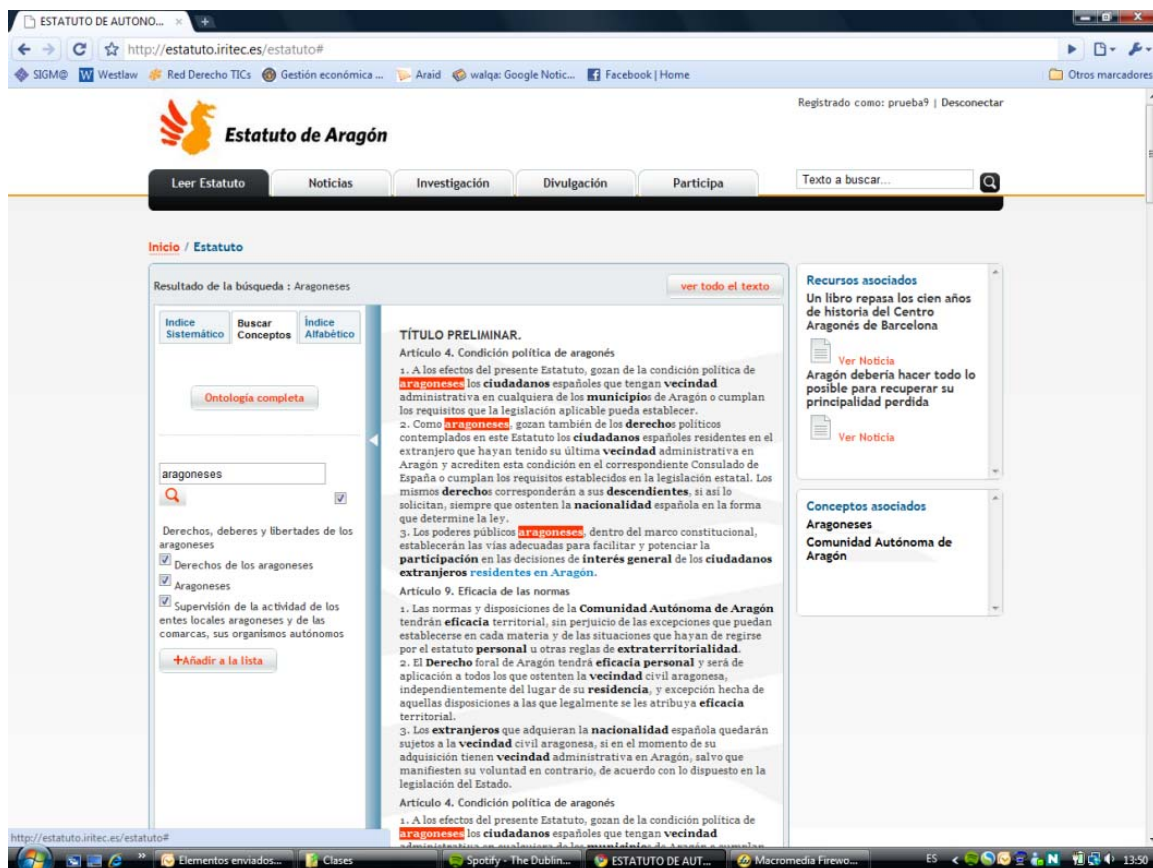 ESTATUTO DE AUTONO...
http://estatuto.iritec.es/estatuto#
SIGM@
Westlaw
Red Derecho TICs
Gestión económica ...
Araid
walqa: Google Notic...
Facebook | Home
Otros marcadores
Registrado como: prueba9 | Desconectar
Estatuto de Aragón
Leer Estatuto
Noticias
Investigación
Divulgación
Participa
Texto a buscar...
Inicio / Estatuto
Resultado de la búsqueda : Aragoneses
ver todo el texto
Indice
Sistemático
Buscar
Conceptos
Índice
Alfabético
Ontología completa
aragoneses
Derechos, deberes y libertades de los
aragoneses
Derechos de los aragoneses
Aragoneses
Supervisión de la actividad de los
entes locales aragoneses y de las
comarcas, sus organismos autónomos
+Añadir a la lista
TÍTULO PRELIMINAR.
Artículo 4. Condición política de aragonés
1. A los efectos del presente Estatuto, gozan de la condición política de
aragoneses los ciudadanos españoles que tengan vecindad
administrativa en cualquiera de los municipios de Aragón o cumplan
los requisitos que la legislación aplicable pueda establecer.
2. Como aragoneses, gozan también de los derechos políticos
contemplados en este Estatuto los ciudadanos españoles residentes en el
extranjero que hayan tenido su última vecindad administrativa en
Aragón y acrediten esta condición en el correspondiente Consulado de
España o cumplan los requisitos establecidos en la legislación estatal. Los
mismos derechos corresponderán a sus descendientes, si así lo
solicitan, siempre que ostenten la nacionalidad española en la forma
que determine la ley.
3. Los poderes públicos aragoneses, dentro del marco constitucional,
establecerán las vías adecuadas para facilitar y potenciar la
participación en las decisiones de interés general de los ciudadanos
extranjeros residentes en Aragón.
Artículo 9. Eficacia de las normas
1. Las normas y disposiciones de la Comunidad Autónoma de Aragón
tendrán eficacia territorial, sin perjuicio de las excepciones que puedan
establecerse en cada materia y de las situaciones que hayan de regirse
por el estatuto personal u otras reglas de extraterritorialidad.
2. El Derecho foral de Aragón tendrá eficacia personal y será de
aplicación a todos los que ostenten la vecindad civil aragonesa,
independientemente del lugar de su residencia, y excepción hecha de
aquellas disposiciones a las que legalmente se les atribuya eficacia
territorial.
3. Los extranjeros que adquieran la nacionalidad española quedarán
sujetos a la vecindad civil aragonesa, si en el momento de su
adquisición tienen vecindad administrativa en Aragón, salvo que
manifiesten su voluntad en contrario, de acuerdo con lo dispuesto en la
legislación del Estado.
Artículo 4. Condición política de aragonés
1. A los efectos del presente Estatuto, gozan de la condición política de
aragoneses los ciudadanos españoles que tengan vecindad
administrativa en cualquiera de los municipios de Aragón o cumplan
Recursos asociados
Un libro repasa los cien años
de historia del Centro
Aragonés de Barcelona
Ver Noticia
Aragón debería hacer todo lo
posible para recuperar su
principalidad perdida
Ver Noticia
Conceptos asociados
Aragoneses
Comunidad Autónoma de
Aragón
http://estatuto.iritec.es/estatuto#
Elementos enviados...
Clases
Spotify - The Dublin...
ESTATUTO DE AUT...
Macromedia Firewo...
ES
13:50